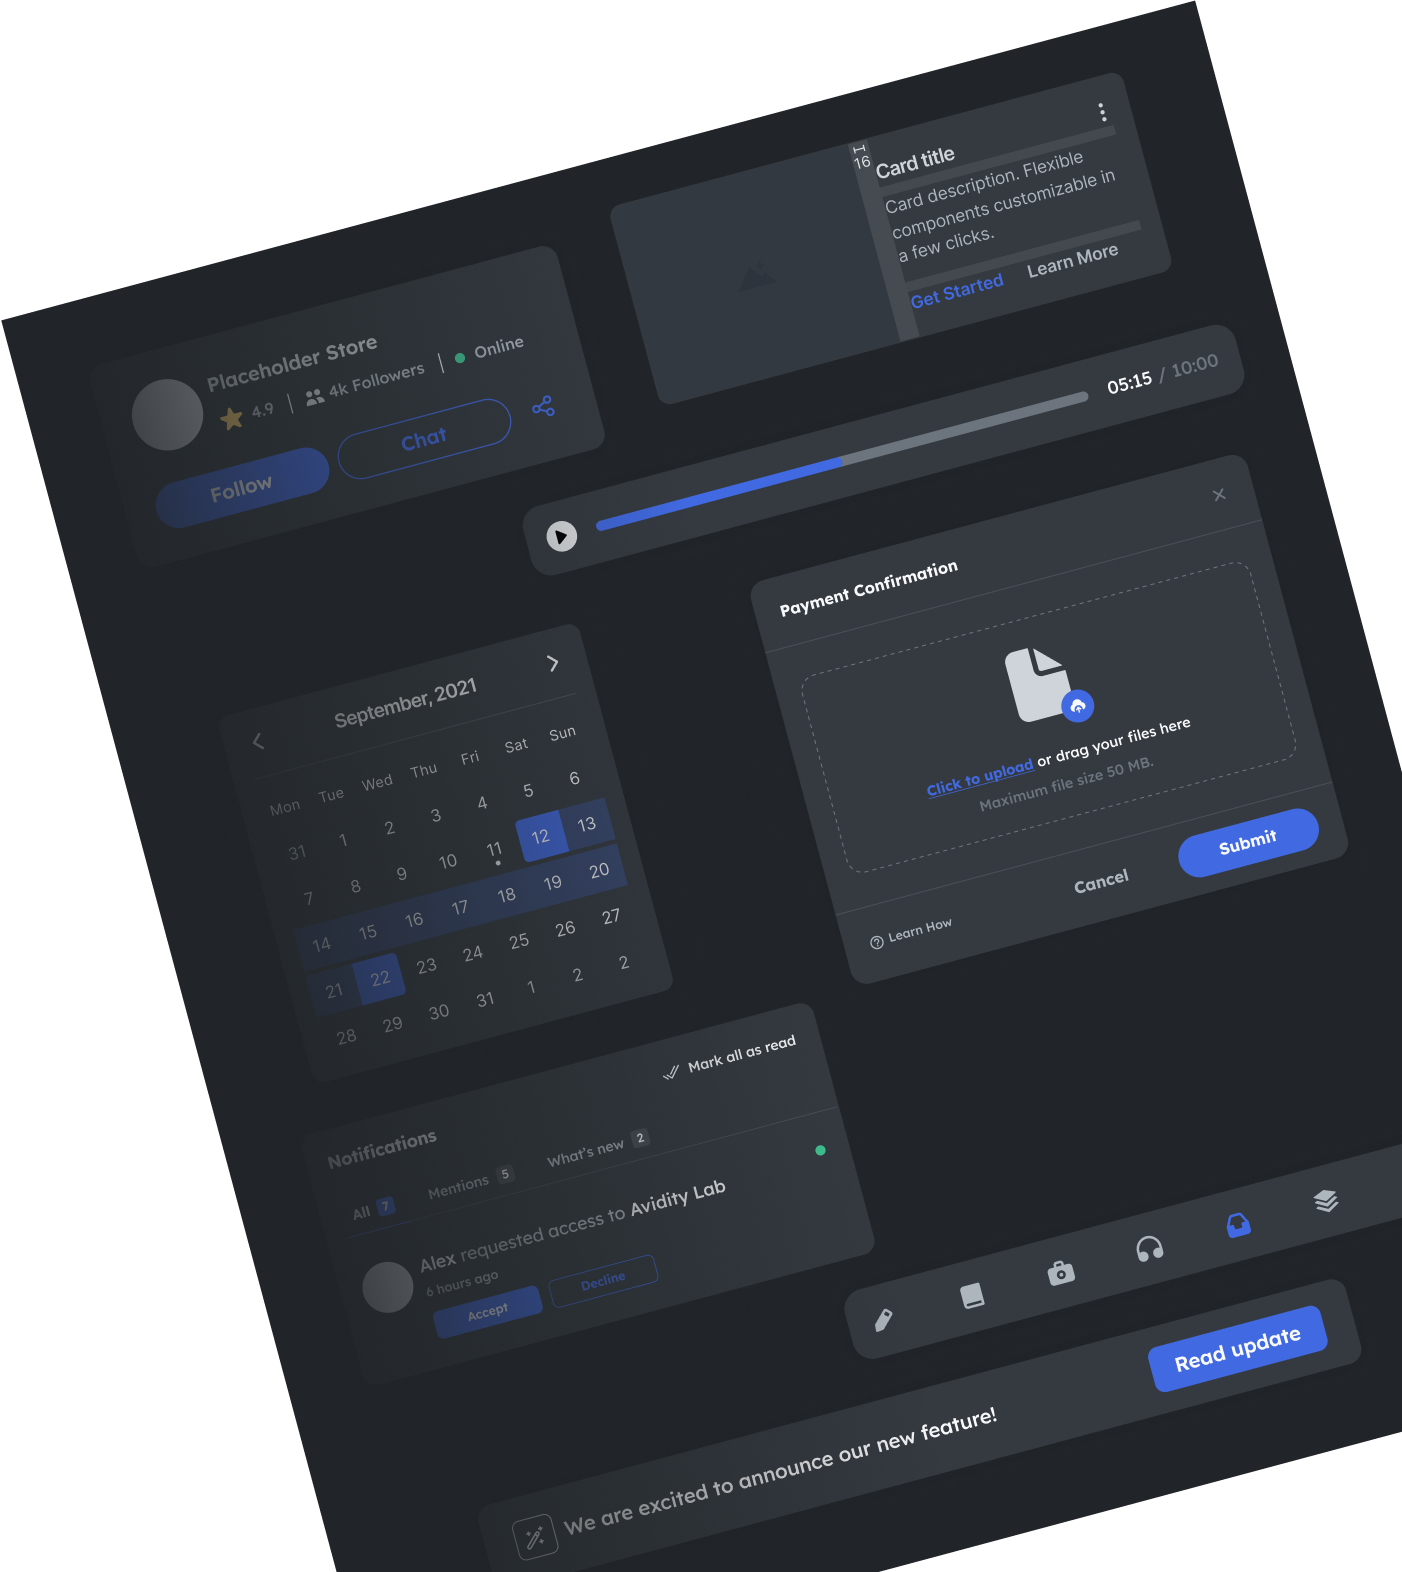 Card title
16
Card description. Flexible
components customizable in
a few clicks.
Get Started Learn More
Placeholder Store
4.9 4k Followers Online
Follow Chat
05:15 / 10:00
Payment Confirmation
Click to upload or drag your files here
Maximum file size 50 MB.
Learn How Cancel Submit
September, 2021
Mon Tue Wed Thu Fri Sat Sun
31 1 2 3 4 5 6
7 8 9 10 11 12 13
14 15 16 17 18 19 20
21 22 23 24 25 26 27
28 29 30 31 1 2 2
Mark all as read
Notifications
All 7 Mentions 5 What's new 2
Alex requested access to Avidity Lab
6 hours ago
Accept Decline
We are excited to announce our new feature!
Read update